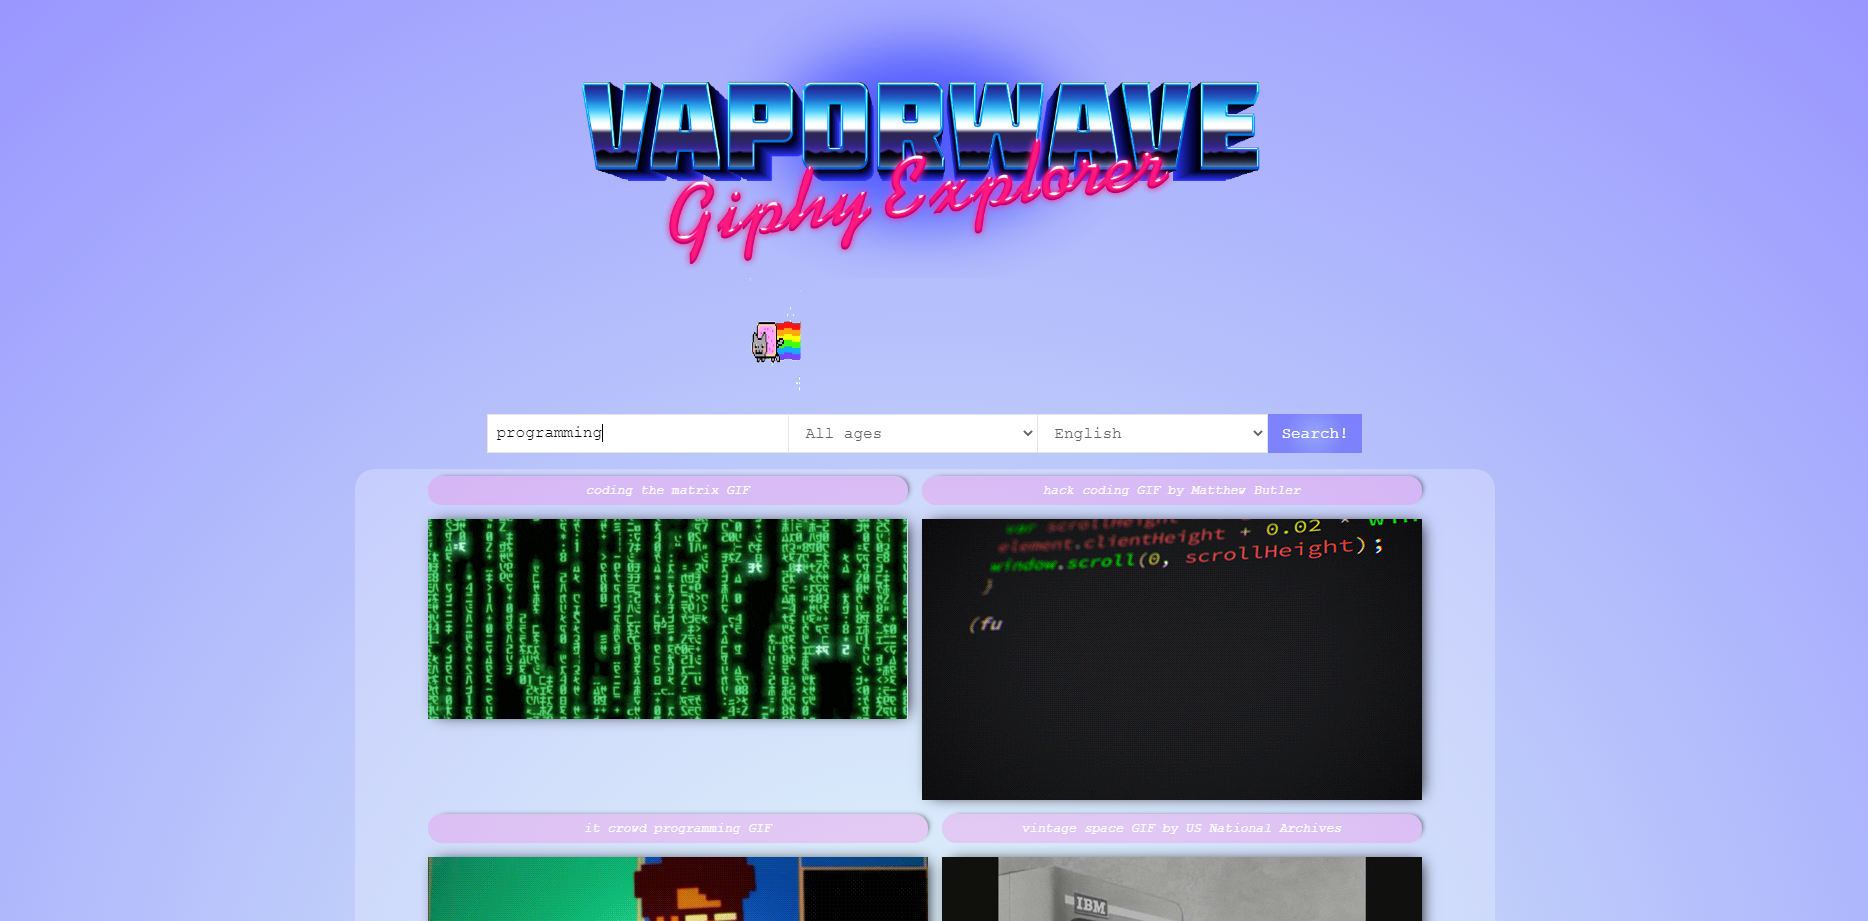 VAPORWAVE
Giphy Explorer
programming
All ages
English
Search!
coding the matrix GIF
hack coding GIF by Matthew Butler
var scrollHeight
element.clientHeight + 0.02 *
window.scroll(0, scrollHeight);
}
(fu
it crowd programming GIF
vintage space GIF by US National Archives
IBM